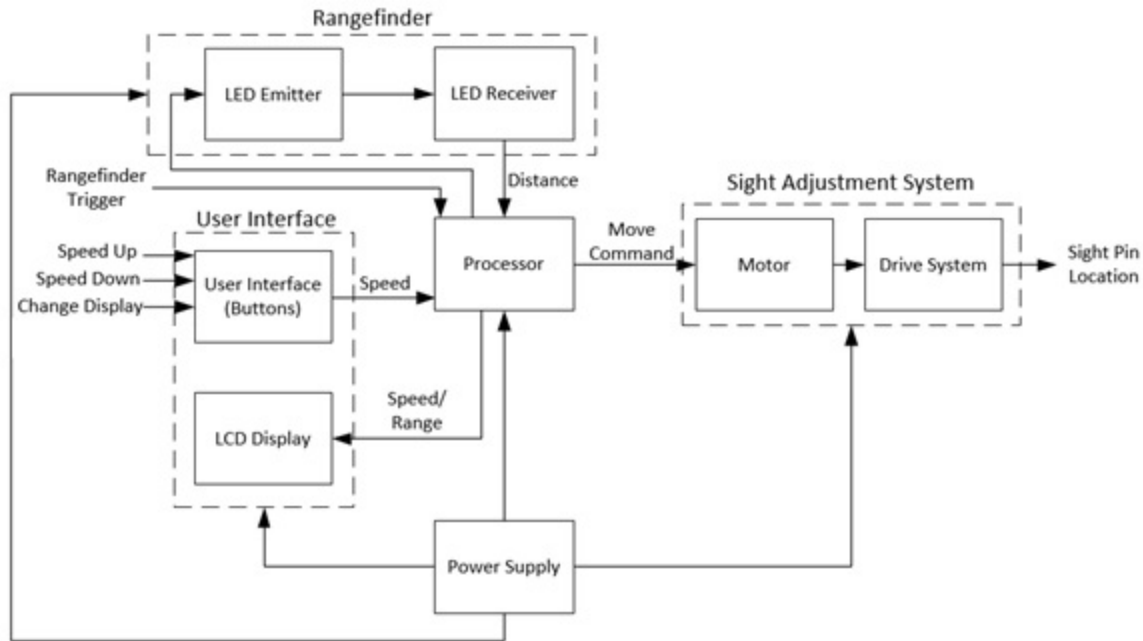 Rangefinder
LED Emitter
LED Receiver
Rangefinder
Trigger
Distance
User Interface
Sight Adjustment System
Speed Up
Speed Down
Change Display
User Interface
(Buttons)
Speed
Processor
Move
Command
Motor
Drive System
Sight Pin
Location
LCD Display
Speed/
Range
Power Supply